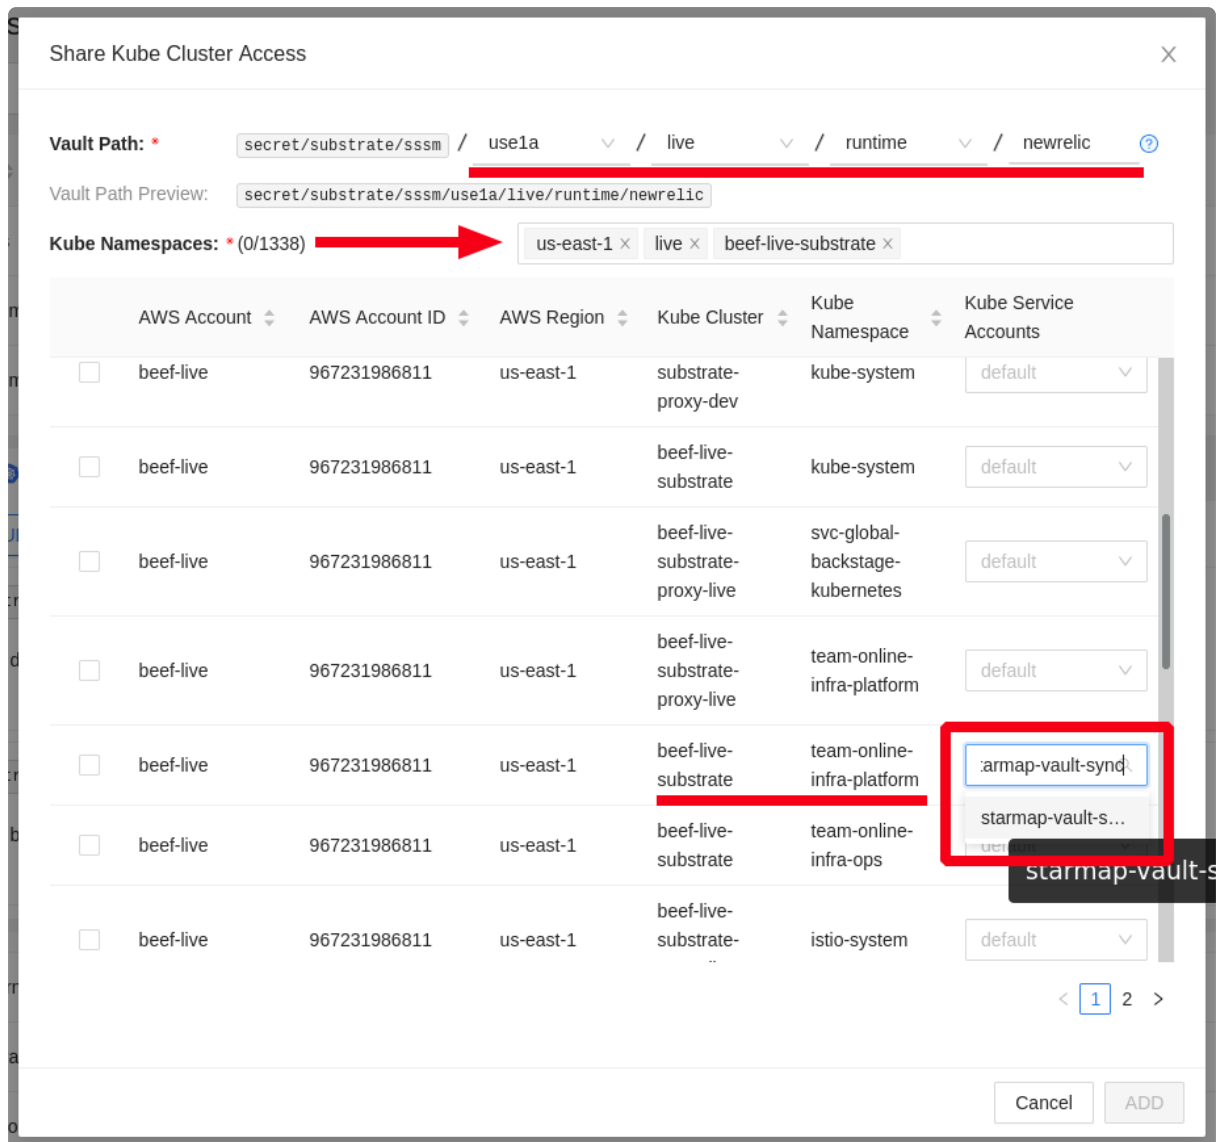 Share Kube Cluster Access
Vault Path: * secret/substrate/sssm / use1a / live / runtime / newrelic
Vault Path Preview: secret/substrate/sssm/use1a/live/runtime/newrelic
Kube Namespaces: * (0/1338) us-east-1 × live × beef-live-substrate ×
AWS Account AWS Account ID AWS Region Kube Cluster Kube Namespace Kube Service Accounts
beef-live 967231986811 us-east-1 substrate-proxy-dev kube-system default
beef-live 967231986811 us-east-1 beef-live-substrate kube-system default
beef-live 967231986811 us-east-1 beef-live-substrate-proxy-live svc-global-backstage-kubernetes default
beef-live 967231986811 us-east-1 beef-live-substrate-proxy-live team-online-infra-platform default
beef-live 967231986811 us-east-1 beef-live-substrate team-online-infra-platform armap-vault-sync
starmap-vault-s...
beef-live 967231986811 us-east-1 beef-live-substrate team-online-infra-ops default
starmap-vault-s
beef-live 967231986811 us-east-1 beef-live-substrate- istio-system default
< 1 2 >
Cancel ADD